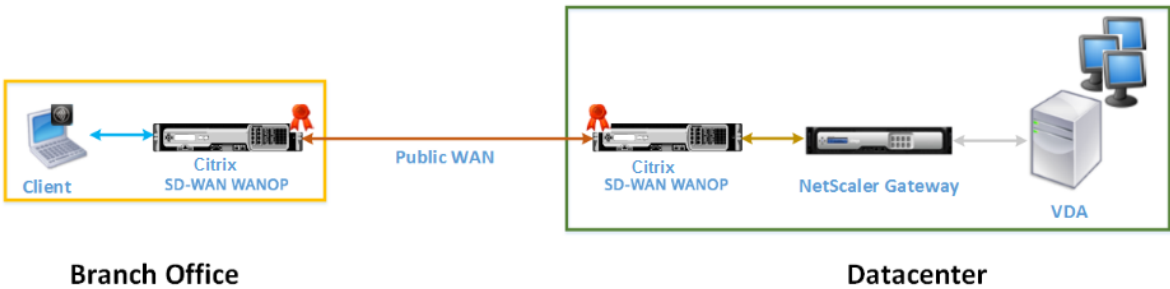 Client
Citrix
SD-WAN WANOP
Public WAN
Citrix
SD-WAN WANOP
NetScaler Gateway
VDA
Branch Office
Datacenter